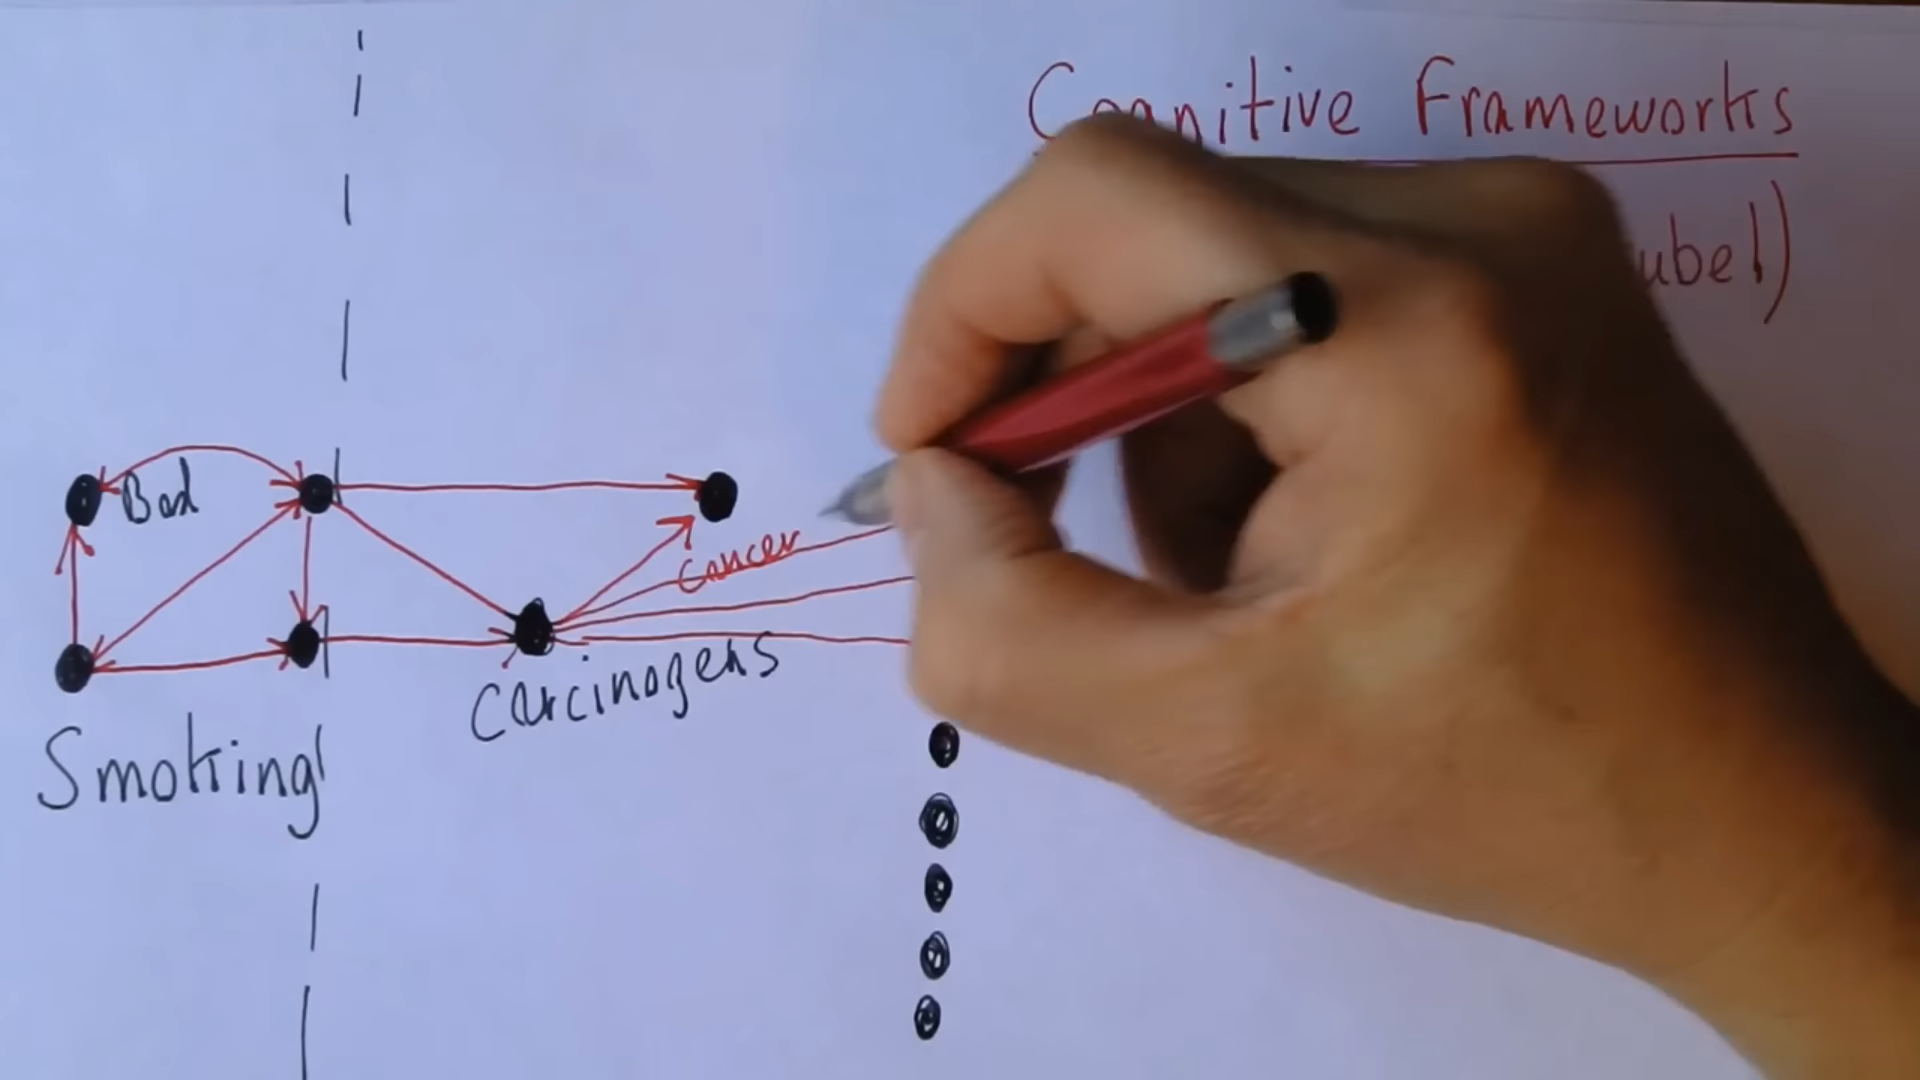 Cognitive Frameworks
ubel)
Bad
cancer
Carcinogens
Smoking